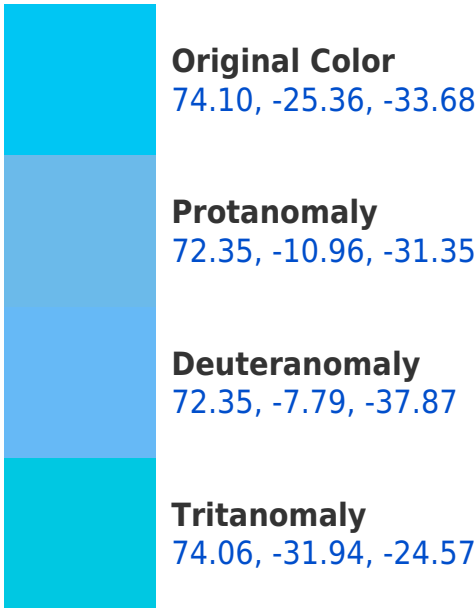 Original Color
74.10, -25.36, -33.68
Protanomaly
72.35, -10.96, -31.35
Deuteranomaly
72.35, -7.79, -37.87
Tritanomaly
74.06, -31.94, -24.57